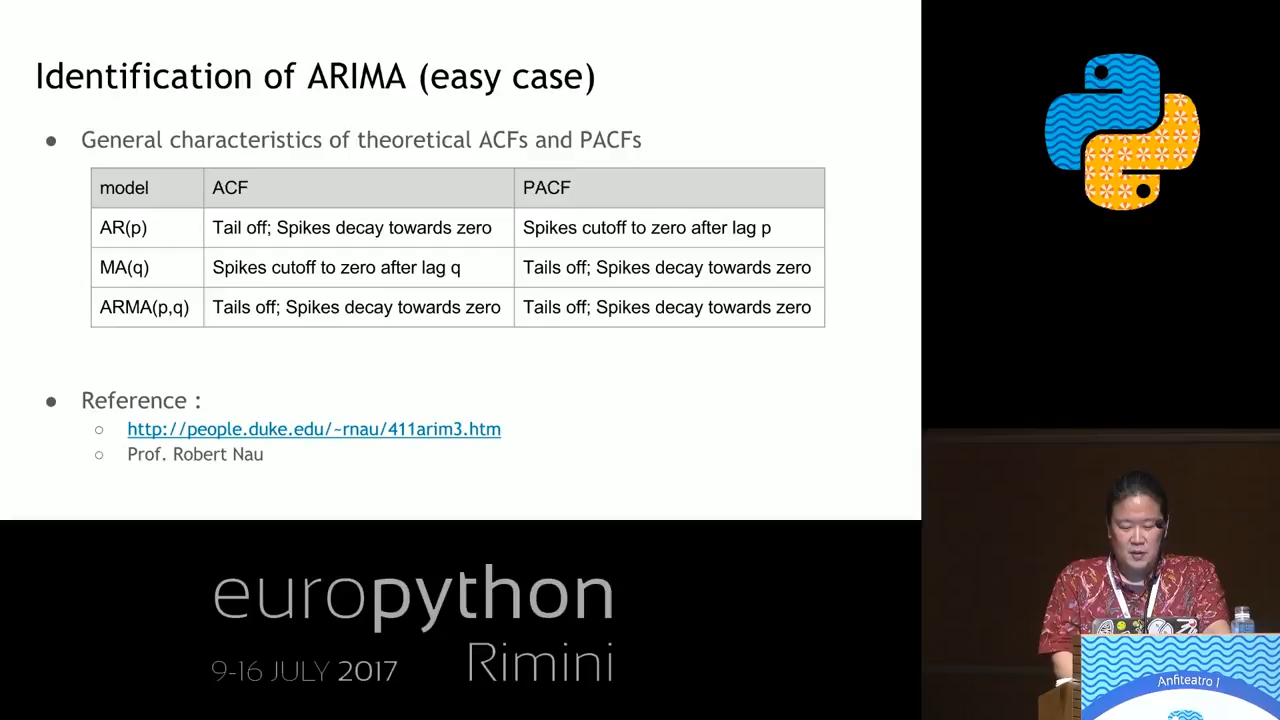 Identification of ARIMA (easy case)
● General characteristics of theoretical ACFs and PACFs
model ACF PACF
AR(p) Tail off; Spikes decay towards zero Spikes cutoff to zero after lag p
MA(q) Spikes cutoff to zero after lag q Tails off; Spikes decay towards zero
ARMA(p,q) Tails off; Spikes decay towards zero Tails off; Spikes decay towards zero
● Reference :
○ http://people.duke.edu/~rnau/411arim3.htm
○ Prof. Robert Nau
europython
9-16 JULY 2017 Rimini
Anfiteatro 1